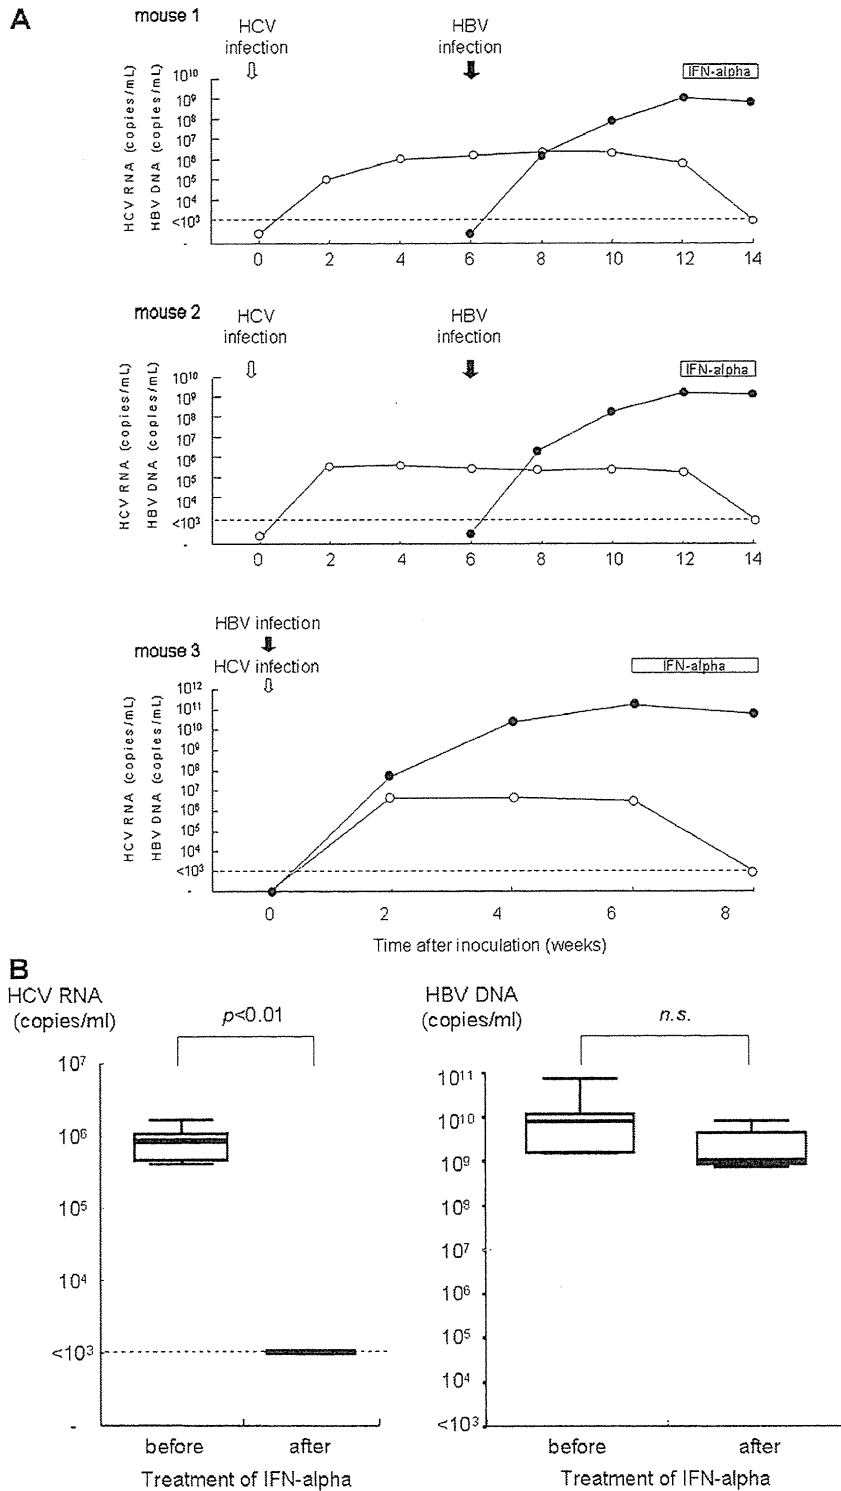 A
mouse 1
HCV
infection
HBV
infection
IFN-alpha
HCV RNA (copies/mL)
HBV DNA (copies/mL)
10^10
10^9
10^8
10^7
10^6
10^5
10^4
<10^3
-
0 2 4 6 8 10 12 14
mouse 2
HCV
infection
HBV
infection
IFN-alpha
HCV RNA (copies/mL)
HBV DNA (copies/mL)
10^10
10^9
10^8
10^7
10^6
10^5
10^4
<10^3
-
0 2 4 6 8 10 12 14
HBV infection
mouse 3
HCV infection
IFN-alpha
HCV RNA (copies/mL)
HBV DNA (copies/mL)
10^12
10^11
10^10
10^9
10^8
10^7
10^6
10^5
10^4
<10^3
-
0 2 4 6 8
Time after inoculation (weeks)
B
HCV RNA
(copies/ml)
p<0.01
10^7
10^6
10^5
10^4
<10^3
-
before after
Treatment of IFN-alpha
HBV DNA
(copies/ml)
n.s.
10^11
10^10
10^9
10^8
10^7
10^6
10^5
10^4
<10^3
before after
Treatment of IFN-alpha